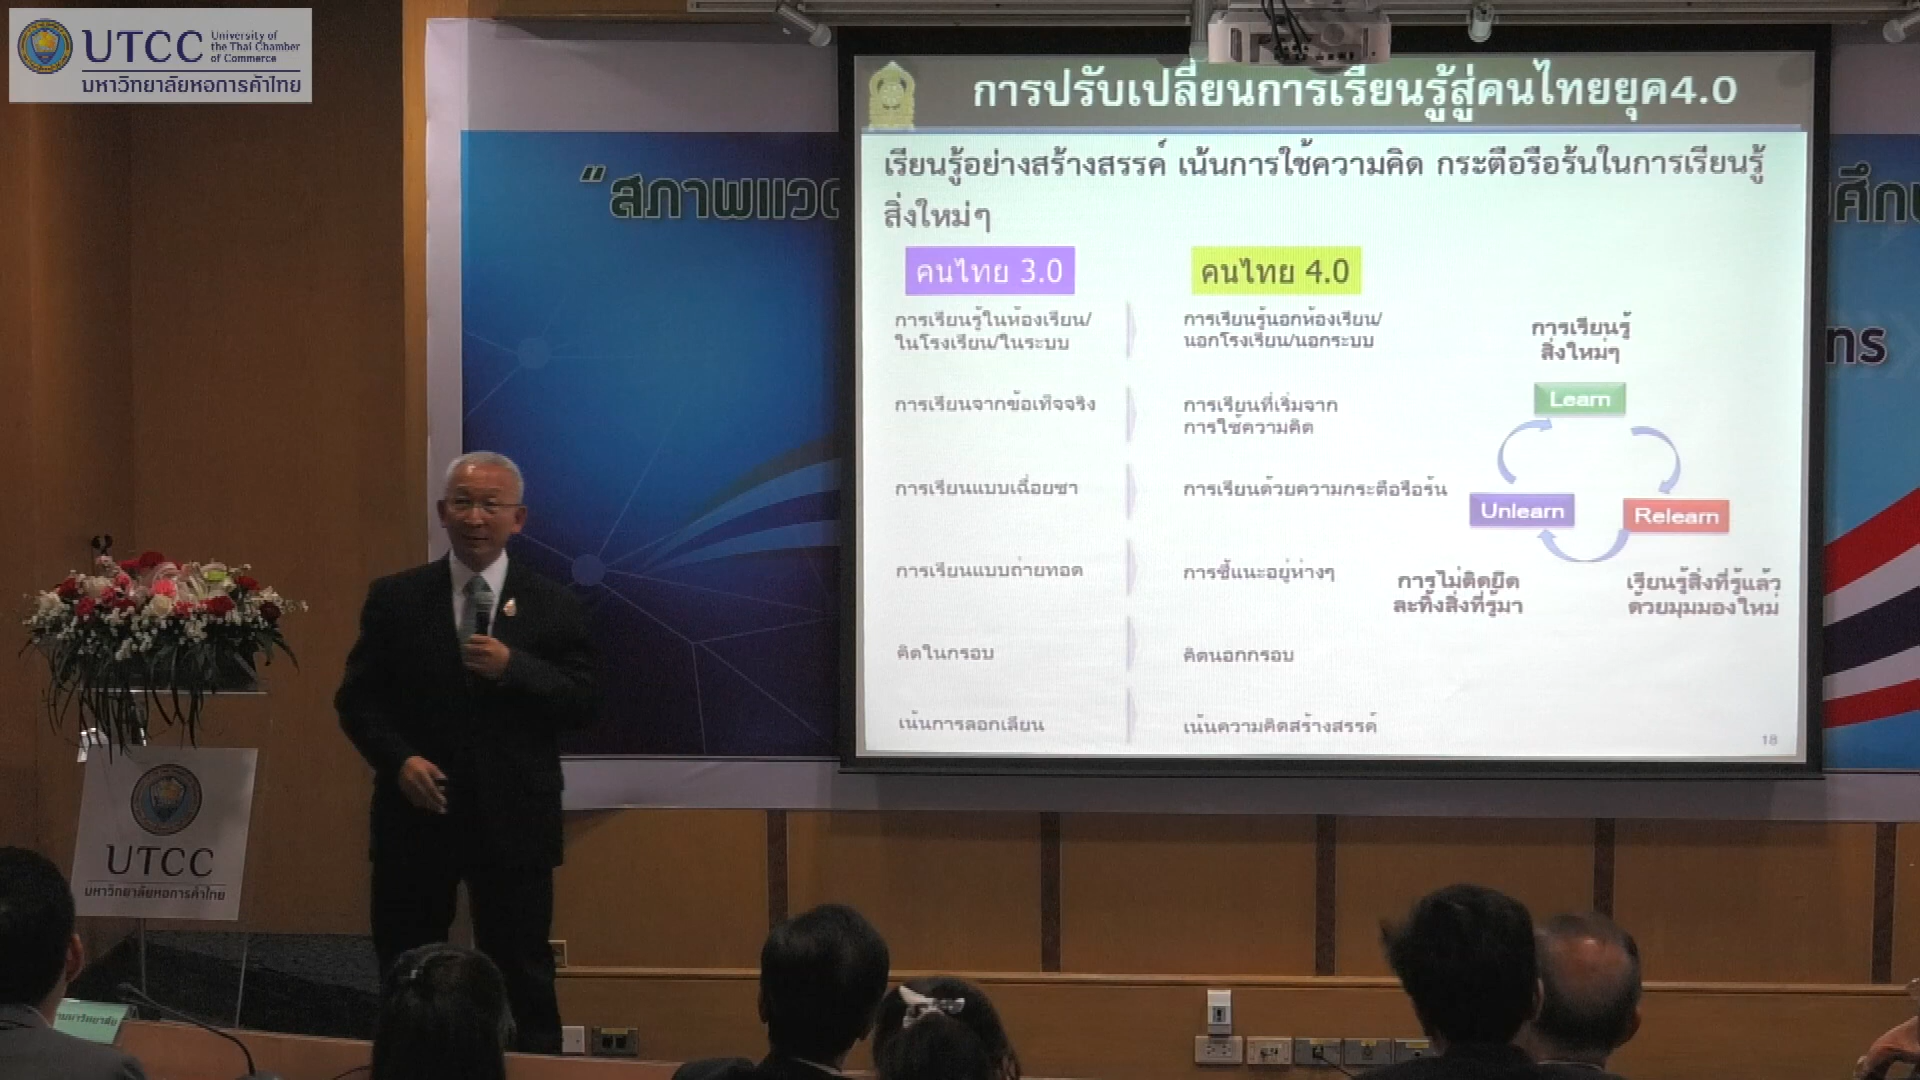 UTCC University of
the Thai Chamber
of Commerce
มหาวิทยาลัยหอการค้าไทย
การปรับเปลี่ยนการเรียนรู้สู่คนไทยยุค4.0
เรียนรู้อย่างสร้างสรรค์ เน้นการใช้ความคิด กระตือรือร้นในการเรียนรู้
สิ่งใหม่ๆ
คนไทย 3.0
คนไทย 4.0
การเรียนรู้ในห้องเรียน/
ในโรงเรียน/ในระบบ
การเรียนรู้นอกห้องเรียน/
นอกโรงเรียน/นอกระบบ
การเรียนจากข้อเท็จจริง
การเรียนที่เริ่มจาก
การใช้ความคิด
การเรียนแบบเฉื่อยชา
การเรียนด้วยความกระตือรือร้น
การเรียนแบบถ่ายทอด
การชี้แนะอยู่ห่างๆ
คิดในกรอบ
คิดนอกกรอบ
เน้นการลอกเลียน
เน้นความคิดสร้างสรรค์
การเรียนรู้
สิ่งใหม่ๆ
Learn
Unlearn
Relearn
การไม่ติดยึด
ละทิ้งสิ่งที่รู้มา
เรียนรู้สิ่งที่รู้แล้ว
ด้วยมุมมองใหม่
18
“สภาพแวด
ศึก
ทร
UTCC
มหาวิทยาลัยหอการค้าไทย